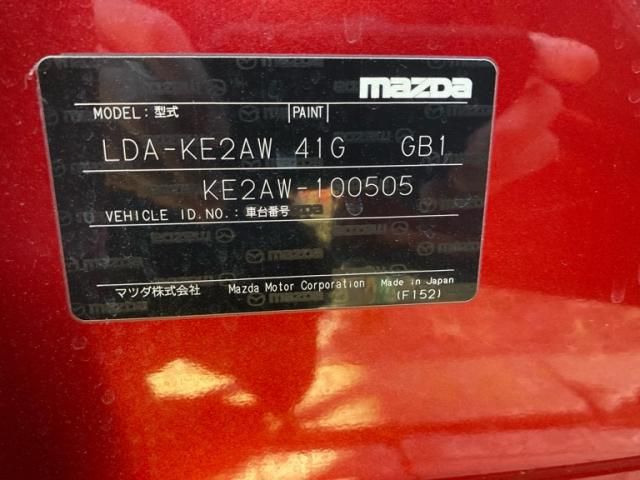 mazda
MODEL: 型式 PAINT
LDA-KE2AW 41G GB1
KE2AW-100505
VEHICLE ID.NO.: 車台番号
マツダ株式会社 Mazda Motor Corporation Made in Japan
(F152)